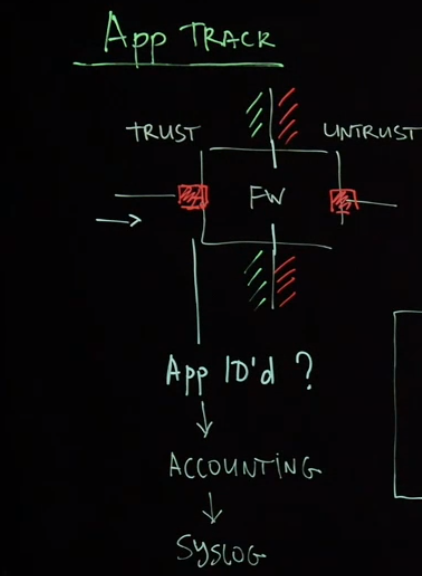 App TRACK
TRUST
UNTRUST
FW
App ID'd ?
ACCOUNTING
SYSLOG